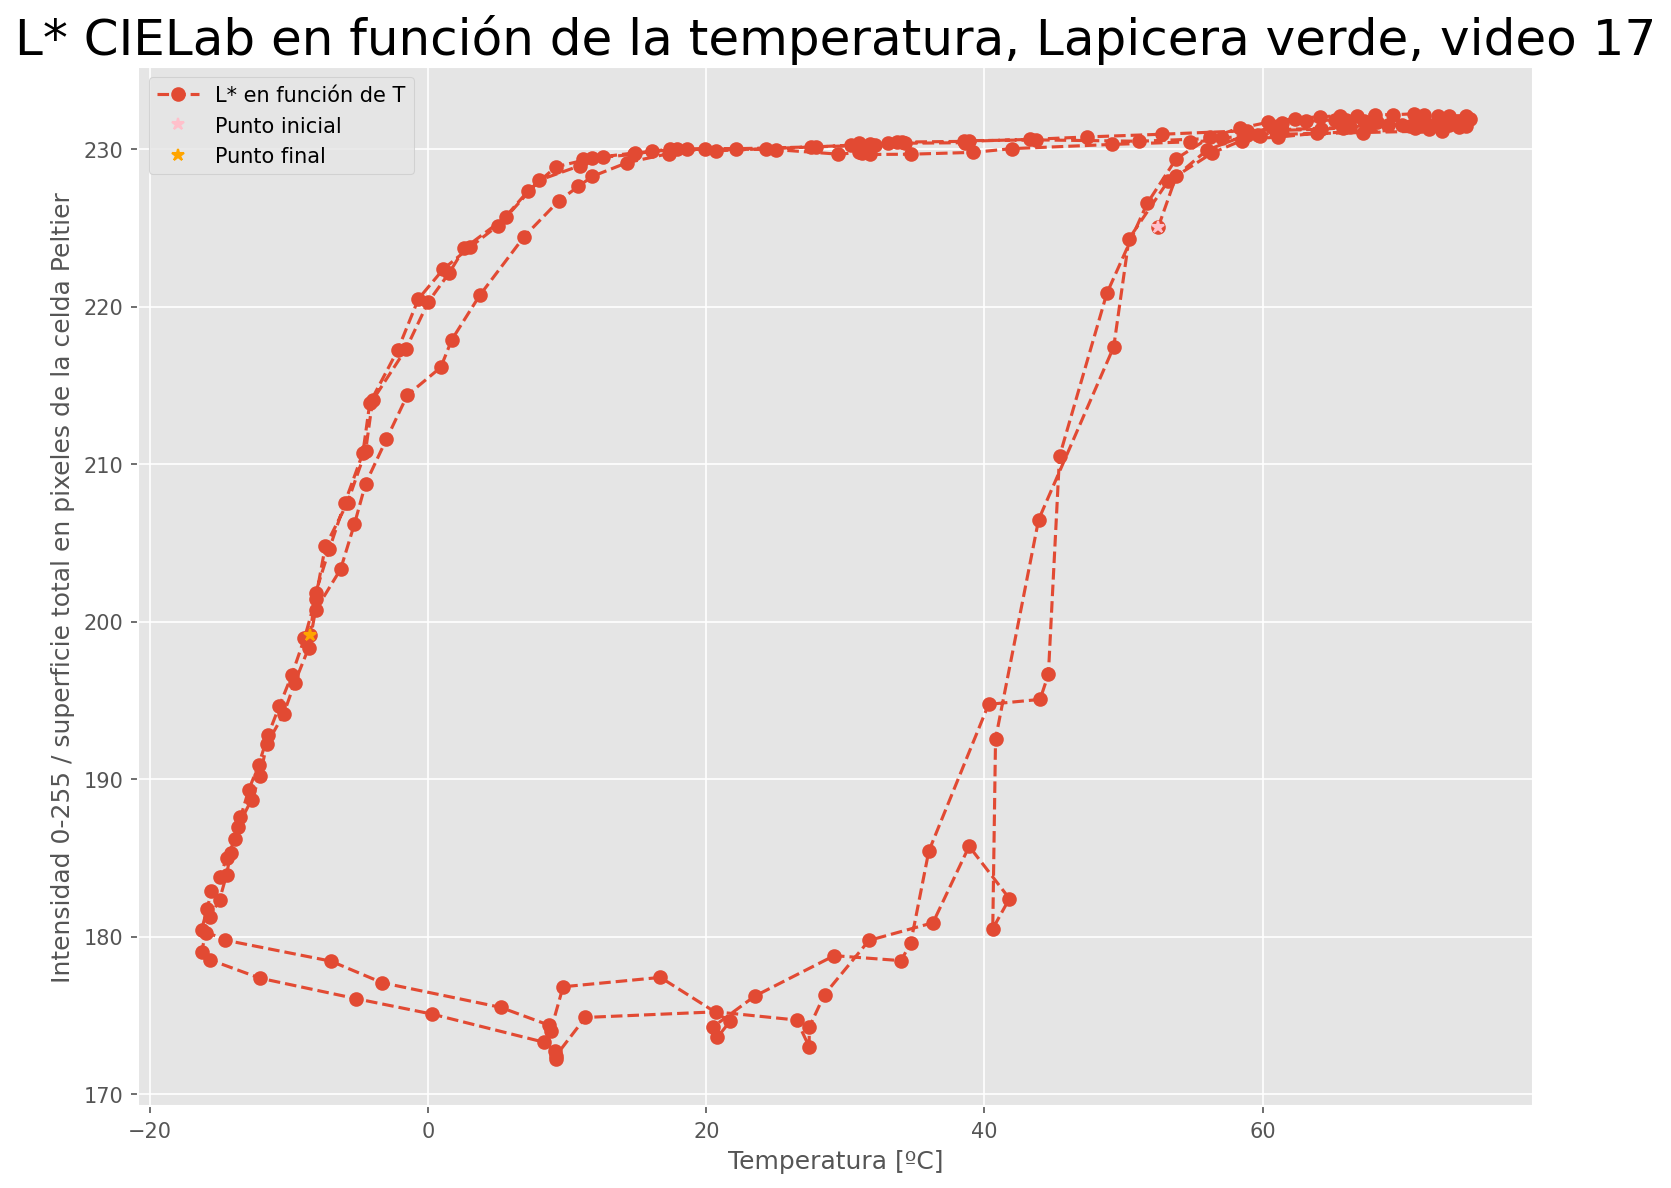 L* CIELab en función de la temperatura, Lapicera verde, video 17
L* en función de T
Punto inicial
Punto final
Intensidad 0-255 / superficie total en pixeles de la celda Peltier
230
220
210
200
190
180
170
−20
0
20
40
60
Temperatura [ºC]